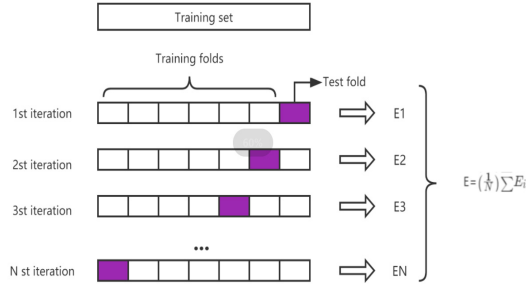 Training set
Training folds
Test fold
1st iteration
E1
2st iteration
E2
E=(1/N)∑Ei
3st iteration
E3
...
N st iteration
EN